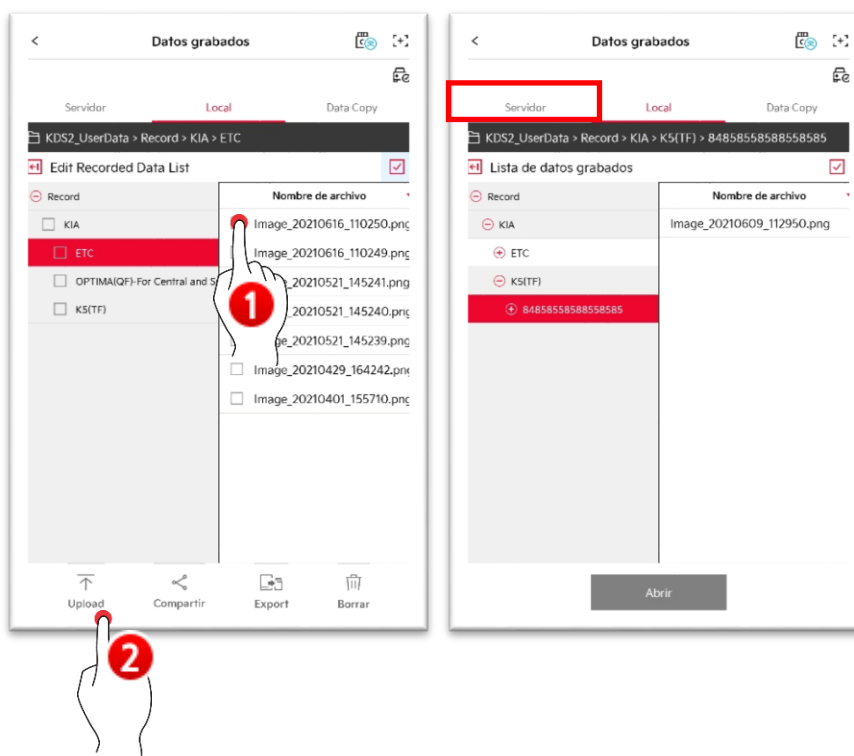 Datos grabados
Servidor
Local
Data Copy
KDS2_UserData > Record > KIA > ETC
Edit Recorded Data List
Record
Nombre de archivo
KIA
Image_20210616_110250.png
ETC
Image_20210616_110249.png
OPTIMA(QF)-For Central and S
_20210521_145241.png
K5(TF)
_20210521_145240.png
ge_20210521_145239.png
Image_20210429_164242.png
Image_20210401_155710.png
Upload
Compartir
Export
Borrar
1
2
Datos grabados
Servidor
Local
Data Copy
KDS2_UserData > Record > KIA > K5(TF) > 84858558588558585
Lista de datos grabados
Record
Nombre de archivo
KIA
Image_20210609_112950.png
ETC
K5(TF)
84858558588558585
Abrir